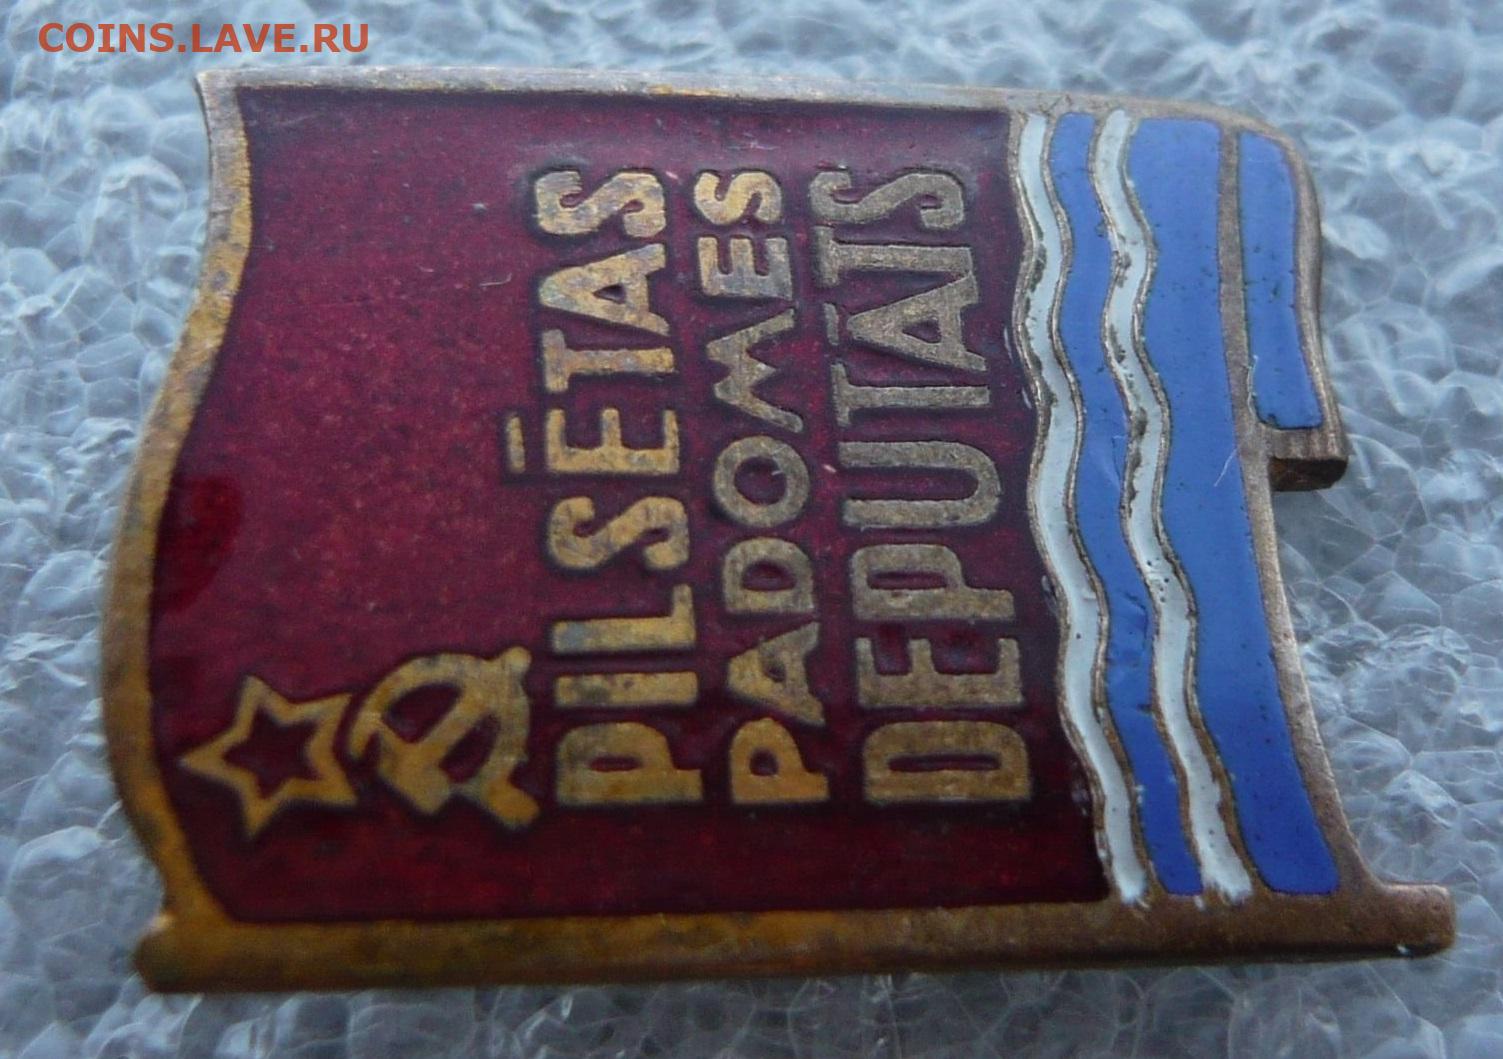 COINS.LAVE.RU
PILSĒTAS
PADOMES
DEPUTĀTS